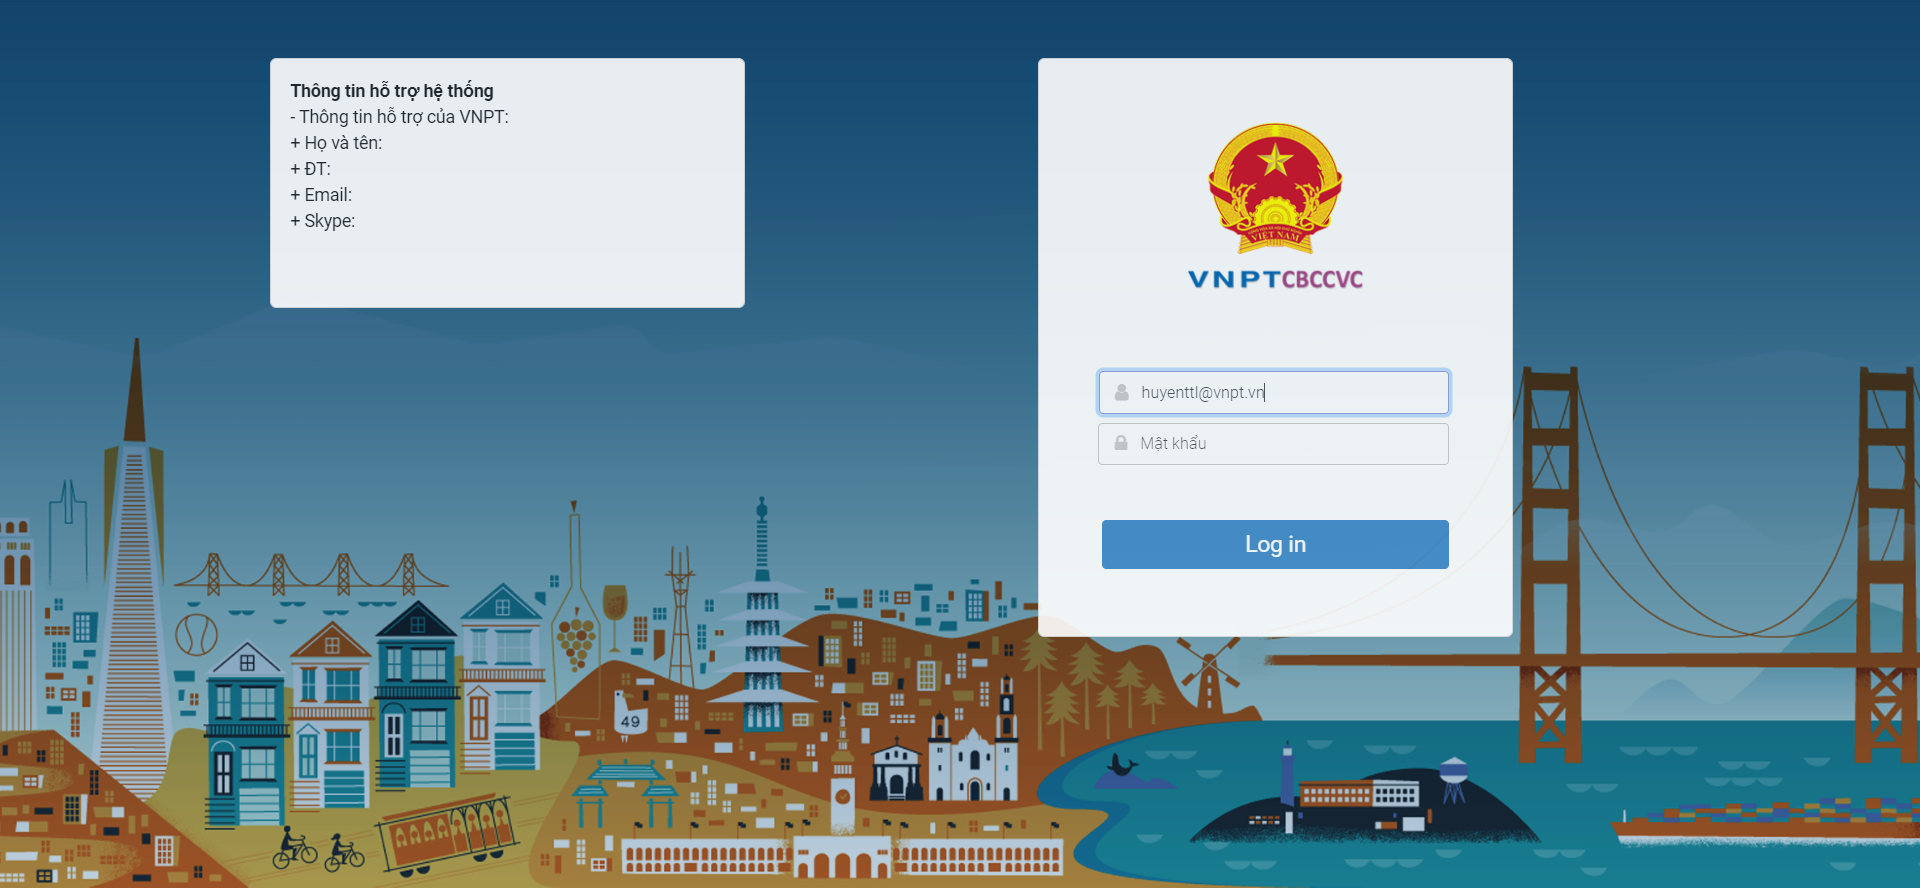 Thông tin hỗ trợ hệ thống
- Thông tin hỗ trợ của VNPT:
+ Họ và tên:
+ ĐT:
+ Email:
+ Skype:
VIỆT NAM
VNPTCBCCVC
huyenttl@vnpt.vn
Mật khẩu
Log in
49